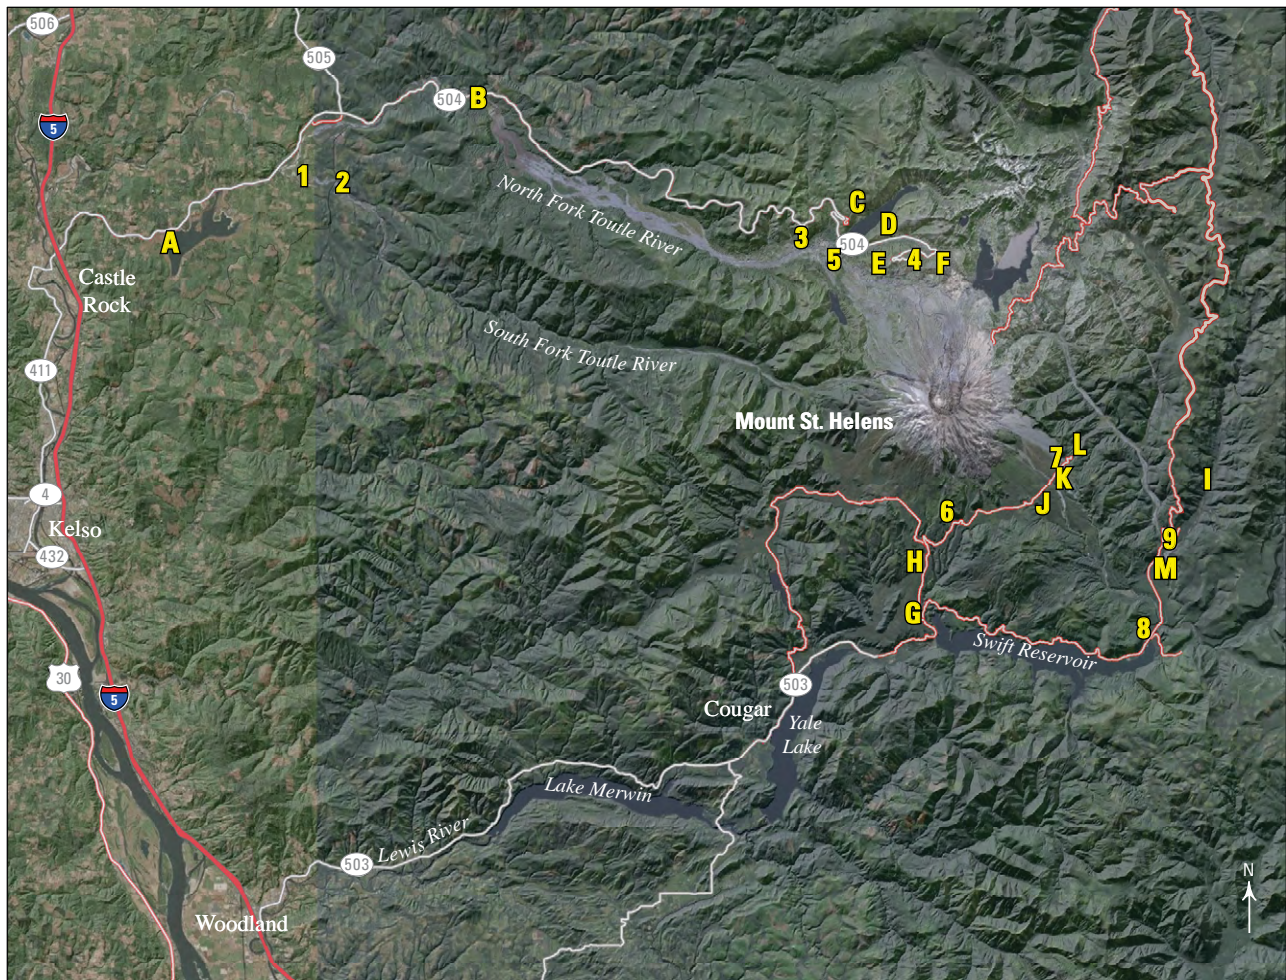 506
505
5
504
B
1
2
North Fork Toutle River
C
D
3
504
5
E
4
F
A
Castle
Rock
South Fork Toutle River
411
Mount St. Helens
L
7
K
I
4
J
6
Kelso
9
432
H
M
G
8
Swift Reservoir
30
5
503
Cougar
Yale
Lake
Lake Merwin
Lewis River
503
N
Woodland